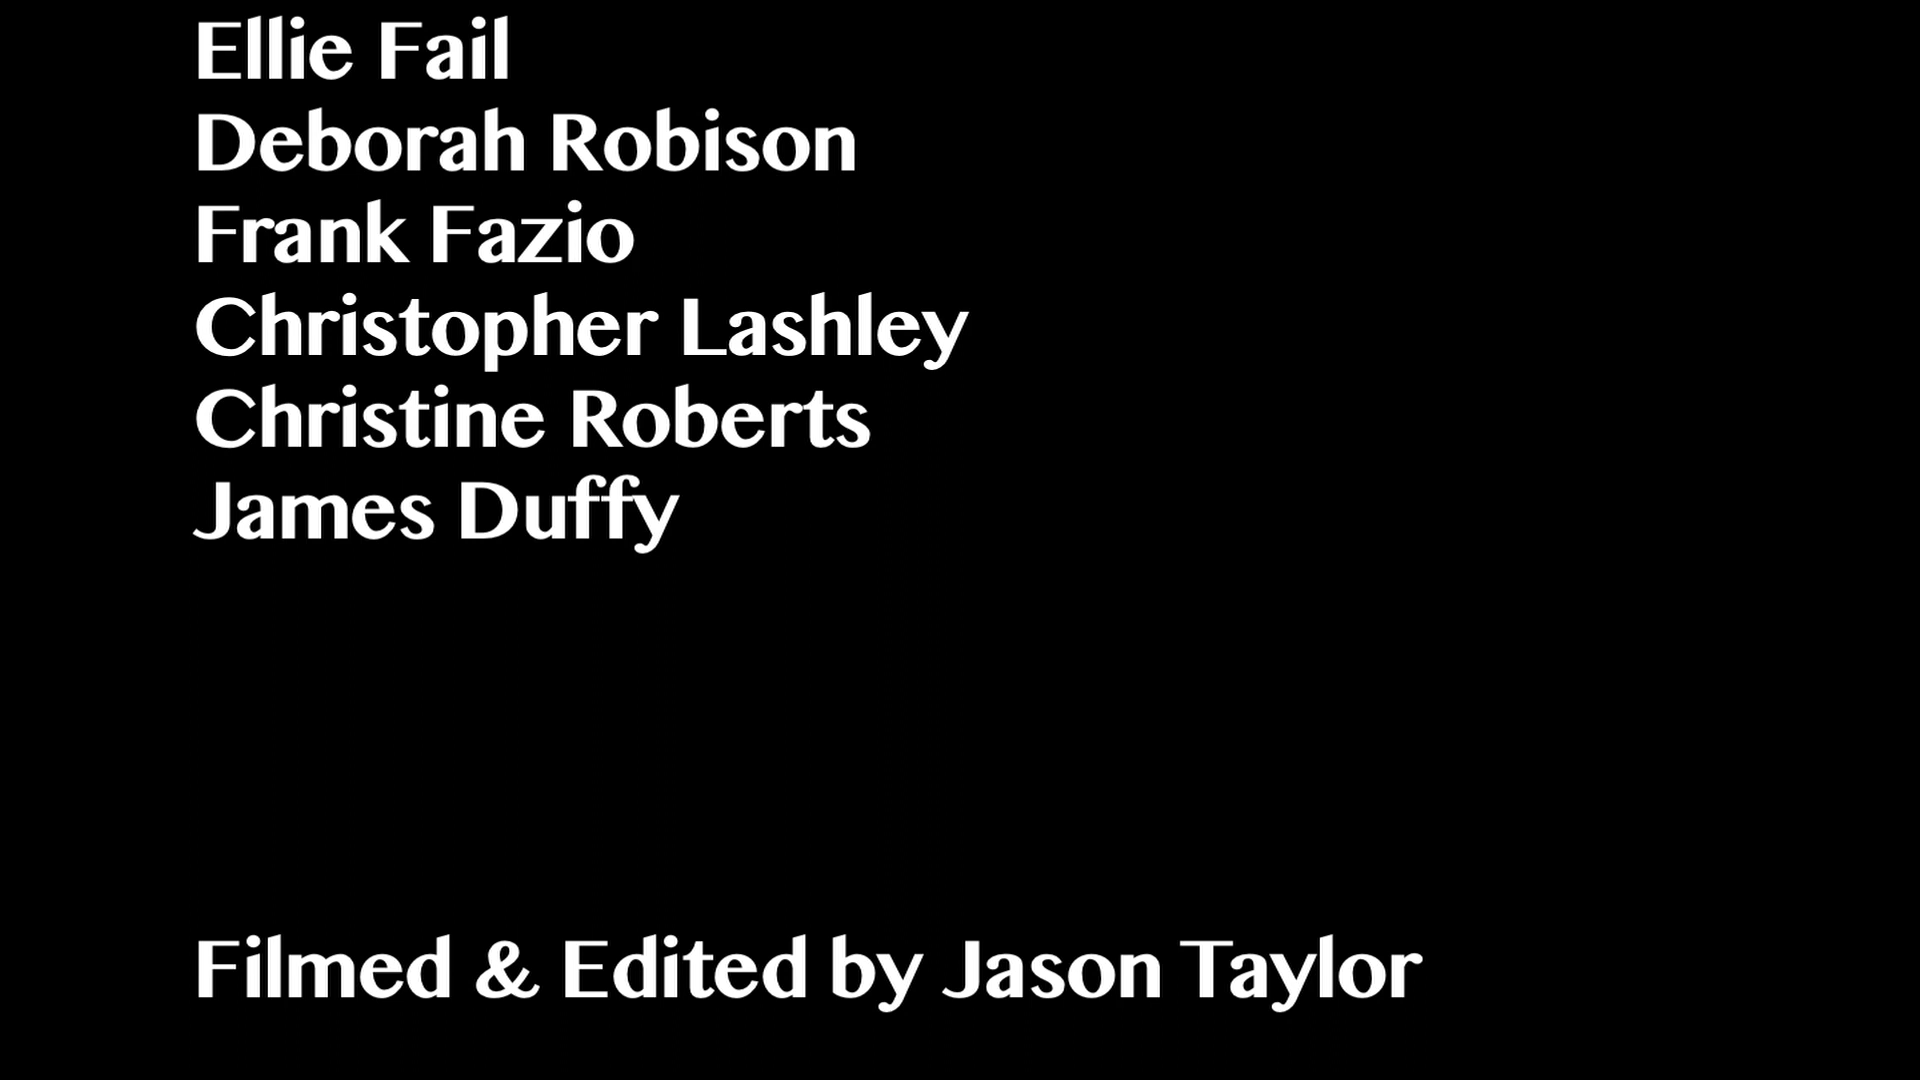 Ellie Fail
Deborah Robison
Frank Fazio
Christopher Lashley
Christine Roberts
James Duffy
Filmed & Edited by Jason Taylor